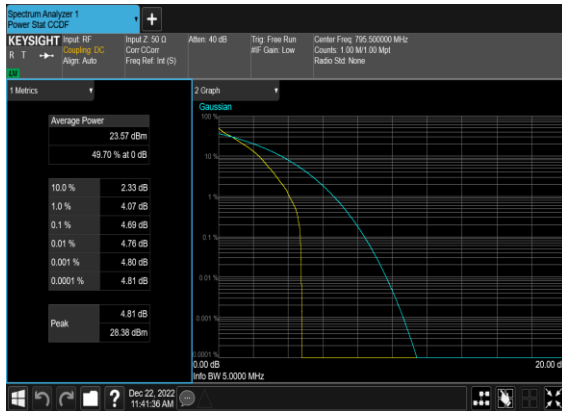 Spectrum Analyzer 1
Power Stat CCDF
+
KEYSIGHT
R T
LXI
Input: RF
Coupling: DC
Align: Auto
Input Z: 50 Ω
Corr CCorr
Freq Ref: Int (S)
Atten: 40 dB
Trig: Free Run
#IF Gain: Low
Center Freq: 795.500000 MHz
Counts: 1.00 M/1.00 Mpt
Radio Std: None
1 Metrics
2 Graph
Gaussian
Average Power
23.57 dBm
49.70 % at 0 dB
10.0 % 2.33 dB
1.0 % 4.07 dB
0.1 % 4.69 dB
0.01 % 4.76 dB
0.001 % 4.80 dB
0.0001 % 4.81 dB
Peak
4.81 dB
28.38 dBm
100 %
10 %
1 %
0.1 %
0.01 %
0.001 %
0.0001 %
0.00 dB
20.00 d
Info BW 5.0000 MHz
?
Dec 22, 2022
11:41:36 AM